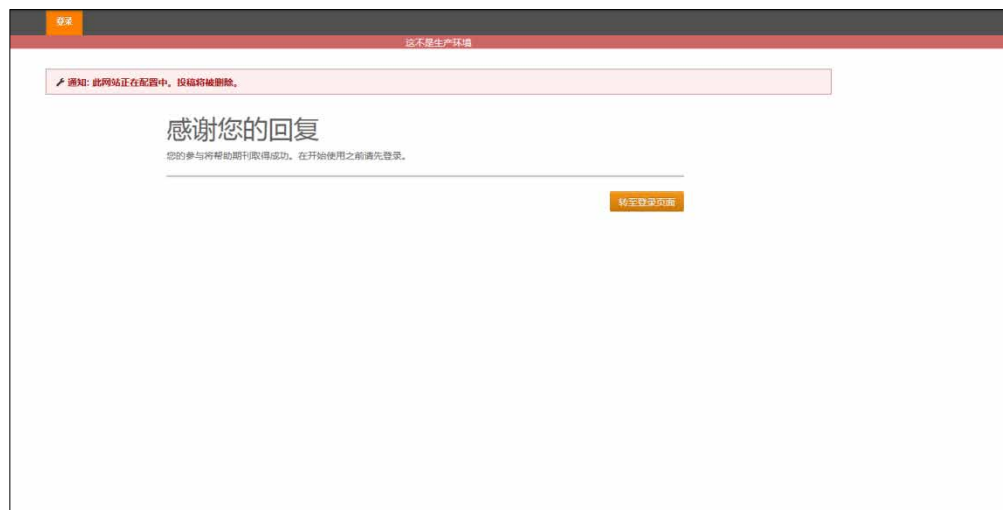 登录
这不是生产环境
通知: 此网站正在配置中。投稿将被删除。
感谢您的回复
您的参与将帮助期刊取得成功。在开始使用之前请先登录。
转至登录页面